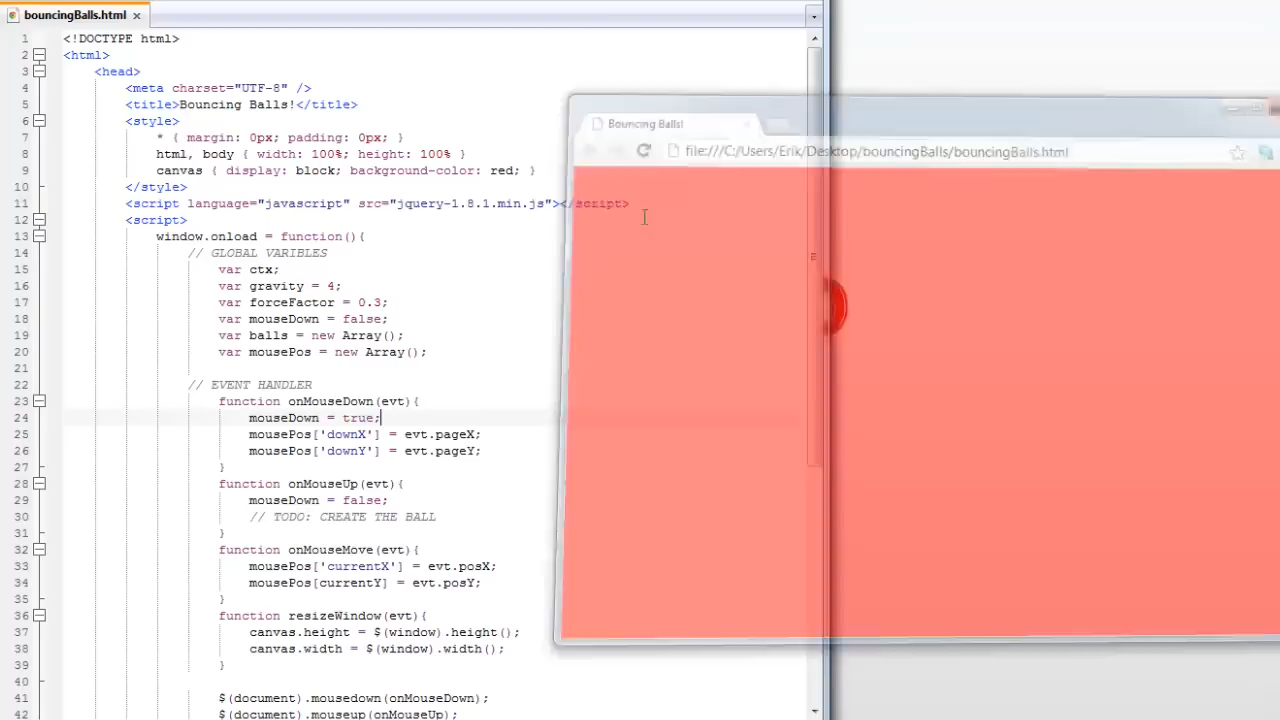 bouncingBalls.html
1 <!DOCTYPE html>
2 <html>
3 <head>
4 <meta charset="UTF-8" />
5 <title>Bouncing Balls!</title>
6 <style>
7 * { margin: 0px; padding: 0px; }
8 html, body { width: 100%; height: 100% }
9 canvas { display: block; background-color: red; }
10 </style>
11 <script language="javascript" src="jquery-1.8.1.min.js"></script>
12 <script>
13 window.onload = function(){
14 // GLOBAL VARIBLES
15 var ctx;
16 var gravity = 4;
17 var forceFactor = 0.3;
18 var mouseDown = false;
19 var balls = new Array();
20 var mousePos = new Array();
21
22 // EVENT HANDLER
23 function onMouseDown(evt){
24 mouseDown = true;
25 mousePos['downX'] = evt.pageX;
26 mousePos['downY'] = evt.pageY;
27 }
28 function onMouseUp(evt){
29 mouseDown = false;
30 // TODO: CREATE THE BALL
31 }
32 function onMouseMove(evt){
33 mousePos['currentX'] = evt.posX;
34 mousePos[currentY] = evt.posY;
35 }
36 function resizeWindow(evt){
37 canvas.height = $(window).height();
38 canvas.width = $(window).width();
39 }
40
41 $(document).mousedown(onMouseDown);
42 $(document).mouseup(onMouseUp);
Bouncing Balls!
file:///C:/Users/Erik/Desktop/bouncingBalls/bouncingBalls.html